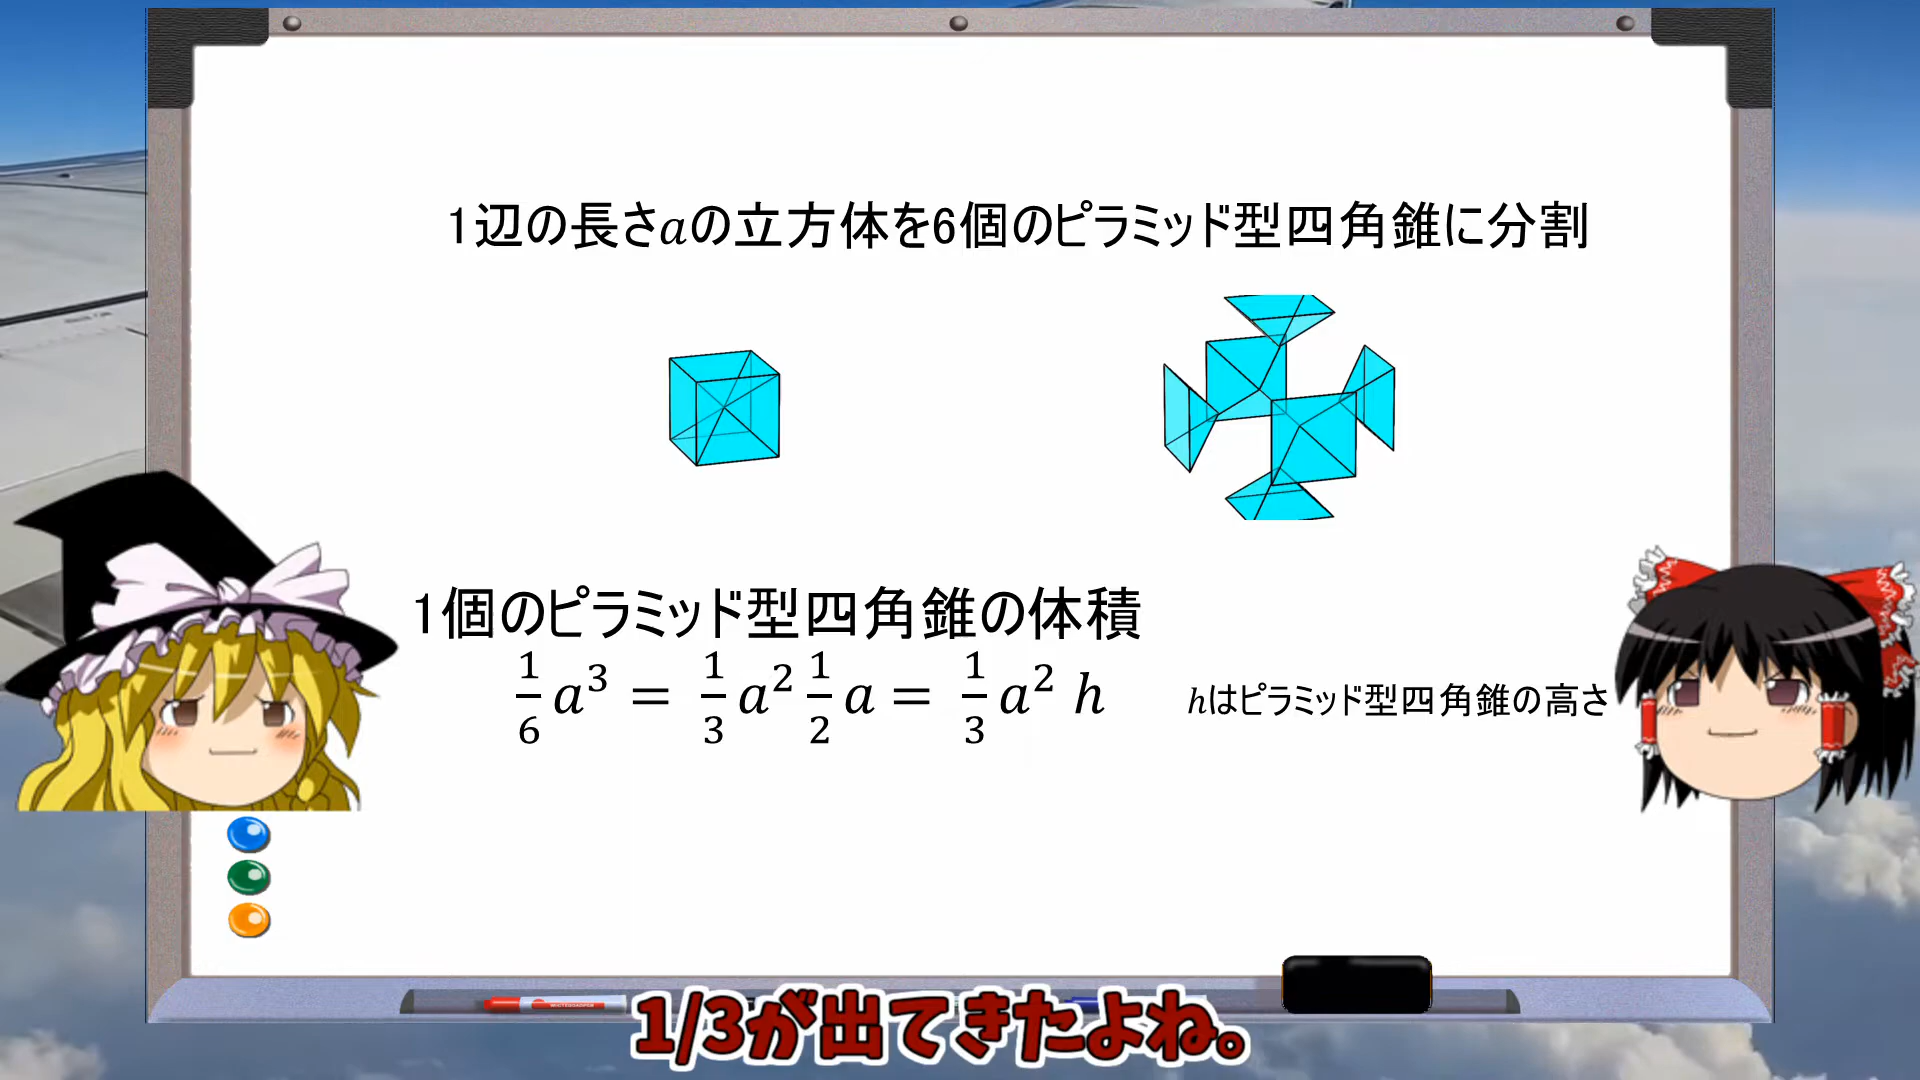 1辺の長さaの立方体を6個のピラミッド型四角錐に分割
1個のピラミッド型四角錐の体積
1/6 a³ = 1/3 a² 1/2 a = 1/3 a² h
hはピラミッド型四角錐の高さ
1/3が出てきたよね。